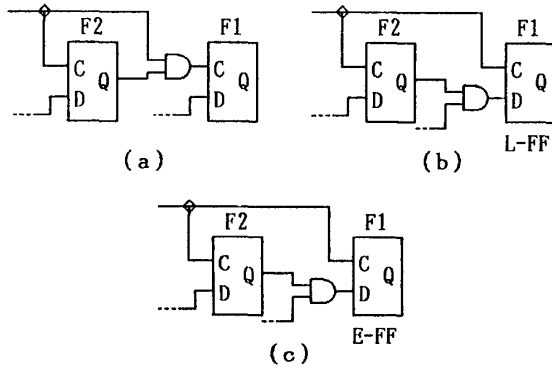 F2 F1
C Q C Q
D D
(a)
F2 F1
C Q C Q
D D
L-FF
(b)
F2 F1
C Q C Q
D D
E-FF
(c)